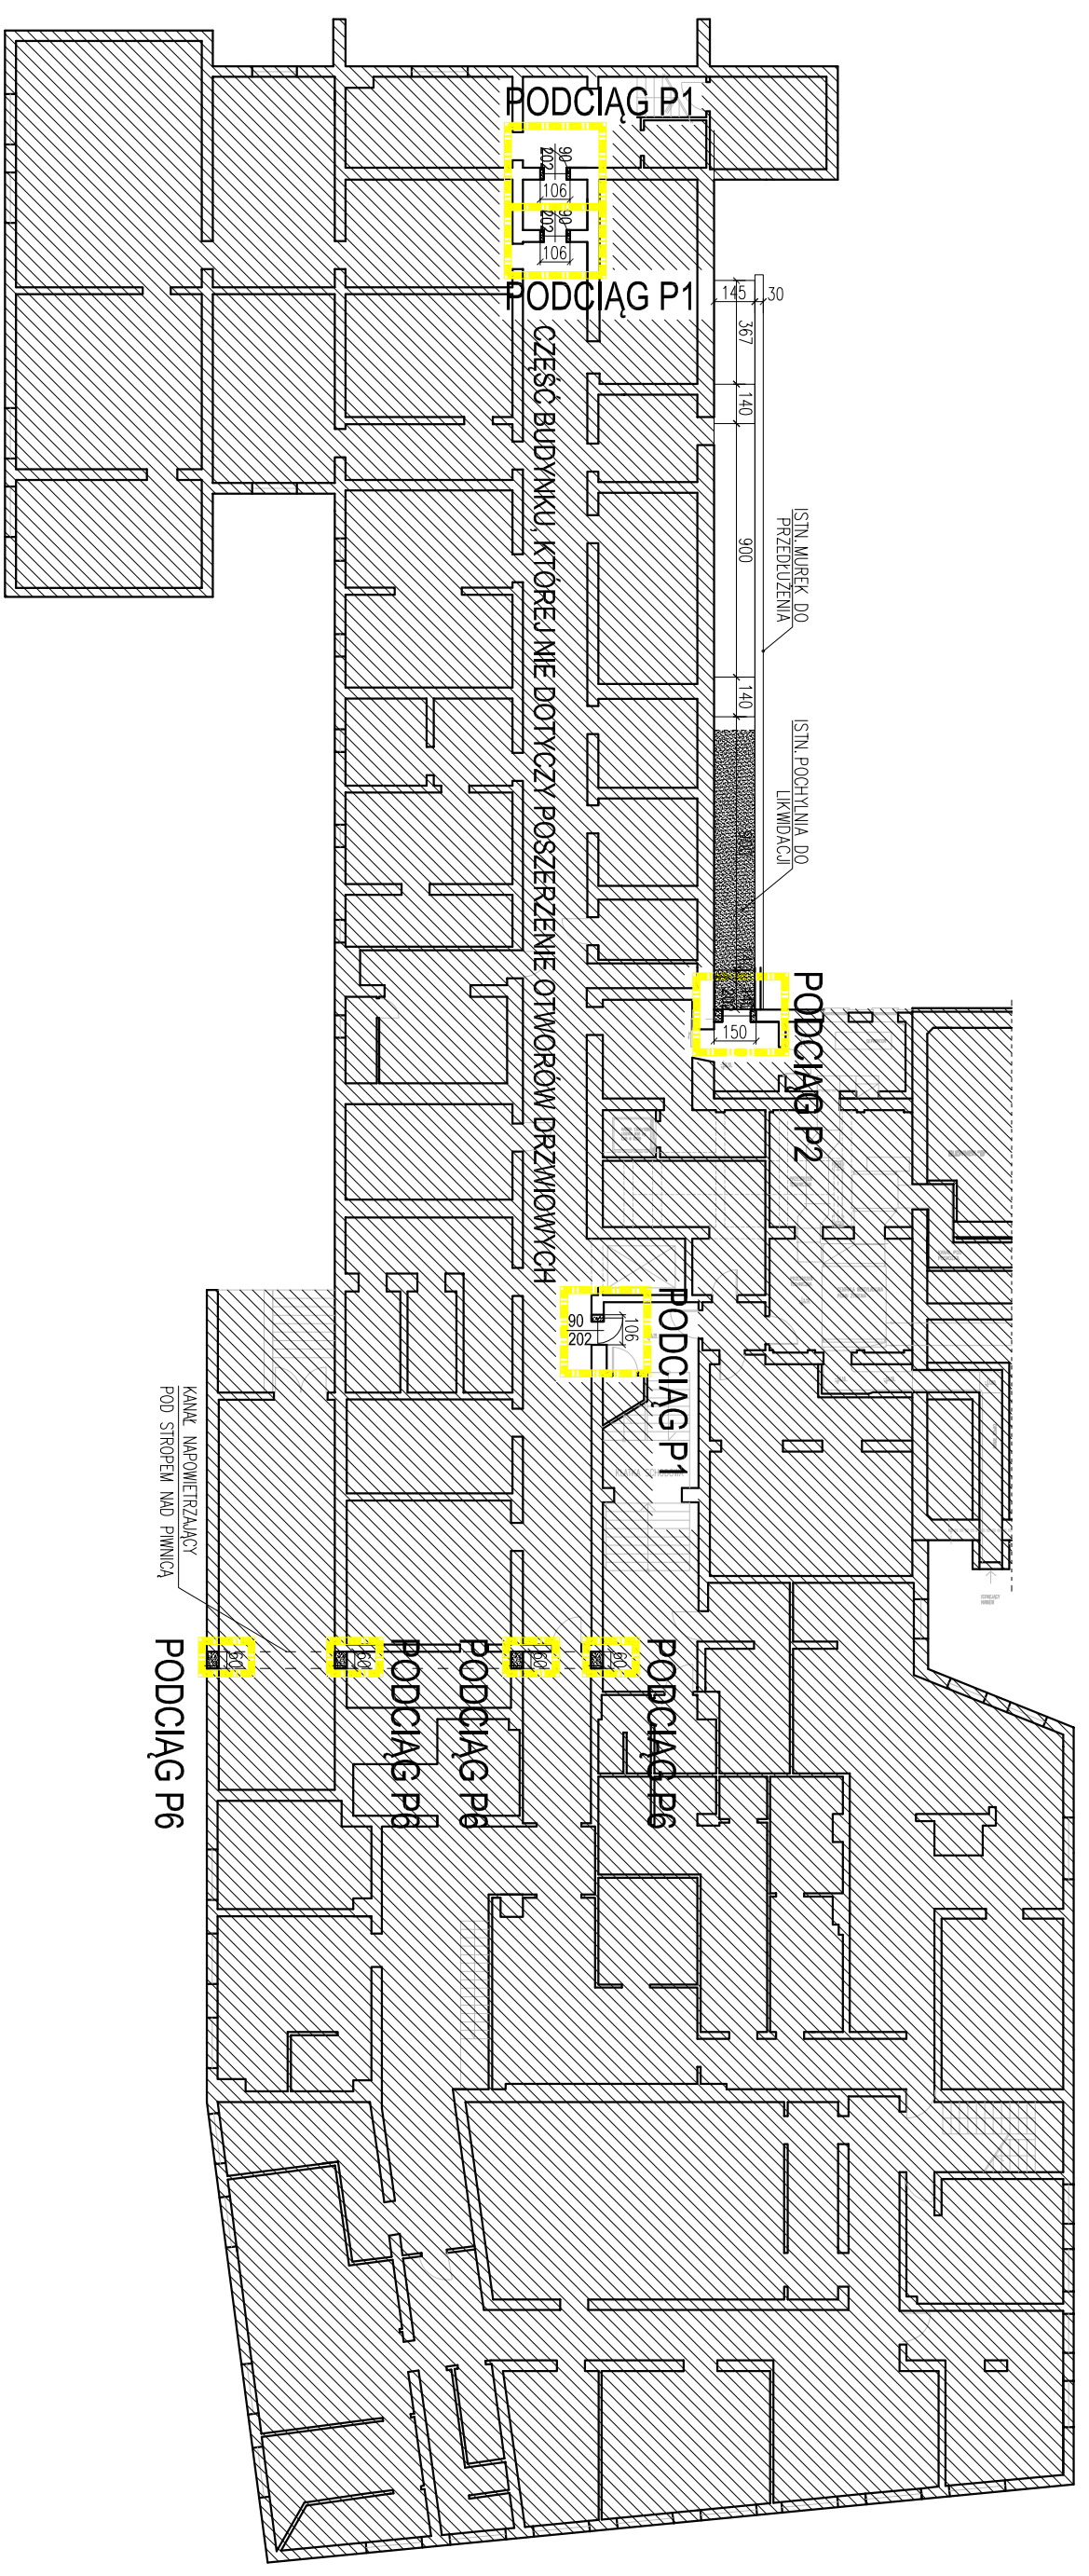 PODCIĄG P1
90
202
106
90
202
106
PODCIĄG P1
145
30
367
140
900
140
ISTN. MUREK DO
PRZEDŁUŻENIA
ISTN. POCHYLNIA DO
LIKWIDACJI
CZĘŚĆ BUDYNKU, KTÓREJ NIE DOTYCZY POSZERZENIE OTWORÓW DRZWIOWYCH
150
PODCIĄG P2
90
202
106
PODCIĄG P1
KLATKA SCHODOWA
KANAŁ NAPOWIETRZAJĄCY
POD STROPEM NAD PIWNICĄ
60
60
60
60
PODCIĄG P6
PODCIĄG P6
PODCIĄG P6
PODCIĄG P6